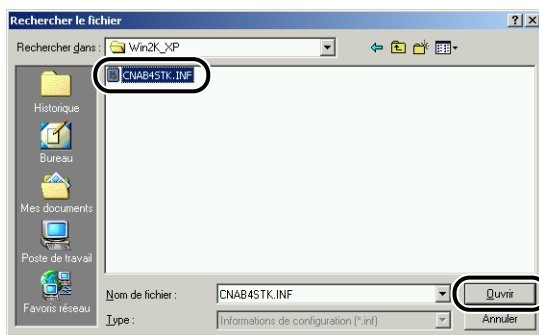 Rechercher le fichier
Rechercher dans : Win2K_XP
CNAB4STK.INF
Historique
Bureau
Mes documents
Poste de travail
Favoris réseau
Nom de fichier : CNAB4STK.INF Ouvrir
Type : Informations de configuration (*.inf) Annuler